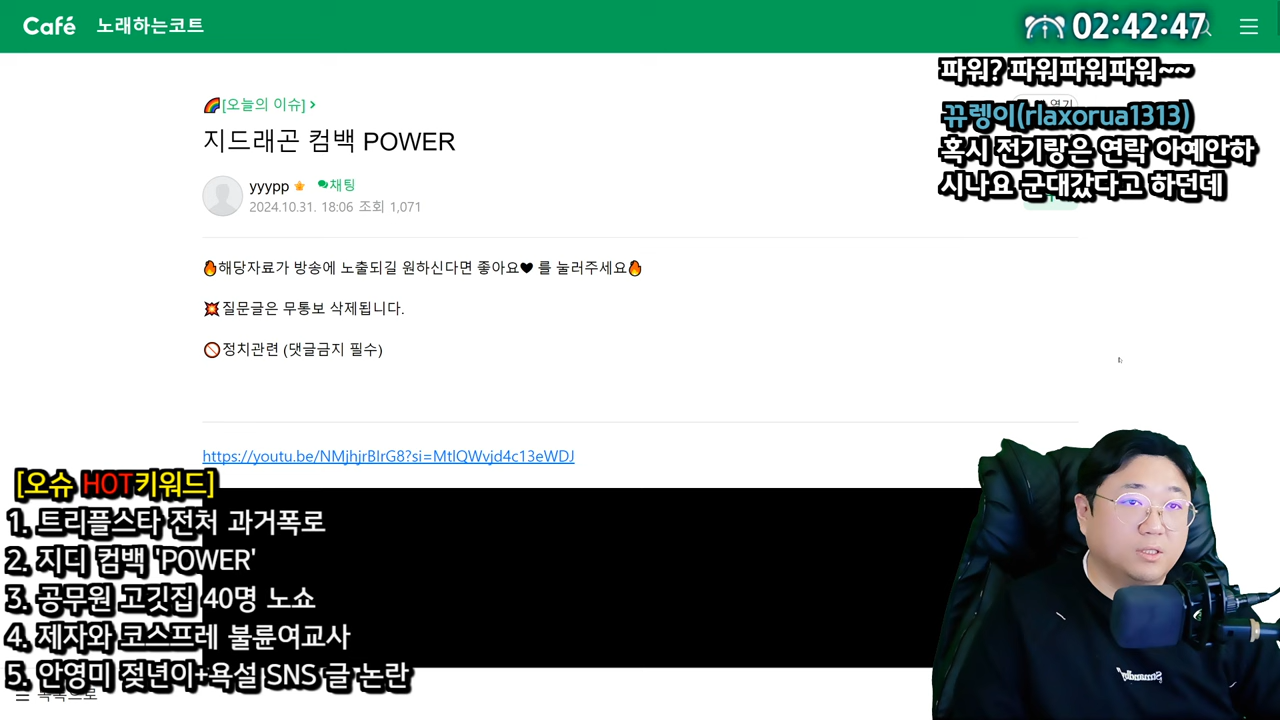 Café 노래하는코트
02:42:47
파워? 파워파워파워~~
뀨렝이(rlaxorua1313)
혹시 전기랑은 연락 아예안하
시나요 군대갔다고 하던데
🌈[오늘의 이슈] >
지드래곤 컴백 POWER
yyypp 채팅
2024.10.31. 18:06 조회 1,071
🔥해당자료가 방송에 노출되길 원하신다면 좋아요🖤 를 눌러주세요🔥
💥질문글은 무통보 삭제됩니다.
🚫정치관련 (댓글금지 필수)
https://youtu.be/NMjhjrBIrG8?si=MtlQWvjd4c13eWDJ
[오슈 HOT키워드]
1. 트리플스타 전처 과거폭로
2. 지디 컴백 'POWER'
3. 공무원 고깃집 40명 노쇼
4. 제자와 코스프레 불륜여교사
5. 안영미 젖년이+욕설 SNS 글 논란
목록으로